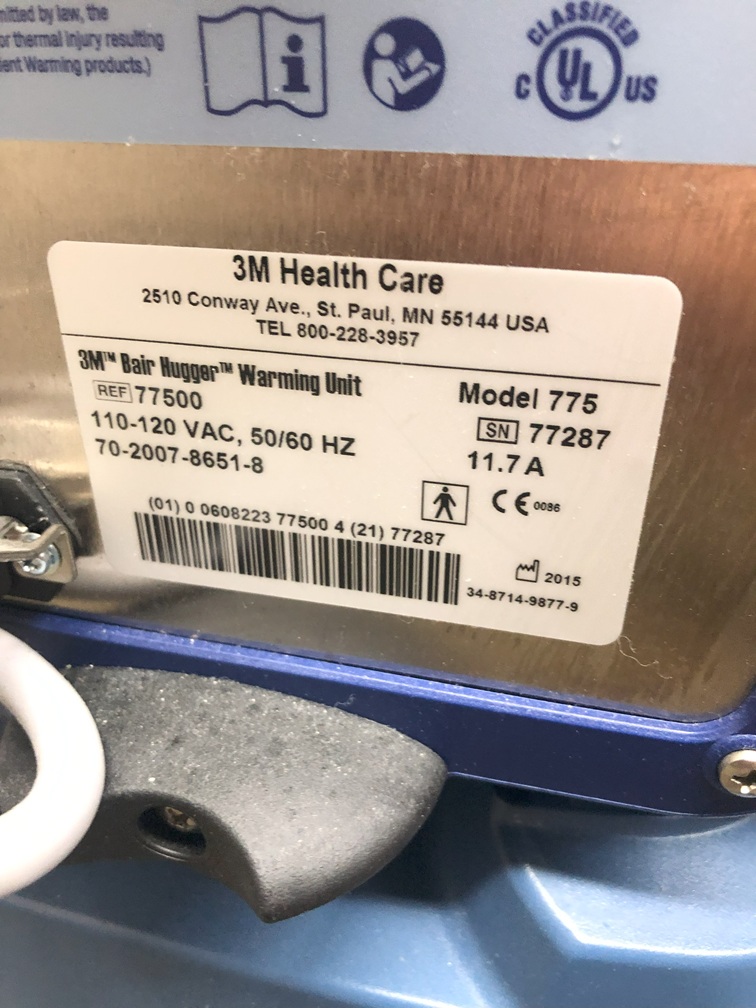 mitted by law, the
or thermal injury resulting
ent Warming products.)
CLASSIFIED
C UL US
3M Health Care
2510 Conway Ave., St. Paul, MN 55144 USA
TEL 800-228-3957
3M™ Bair Hugger™ Warming Unit
Model 775
REF 77500
SN 77287
110-120 VAC, 50/60 HZ
11.7 A
70-2007-8651-8
CE 0086
(01) 0 0608223 77500 4 (21) 77287
2015
34-8714-9877-9